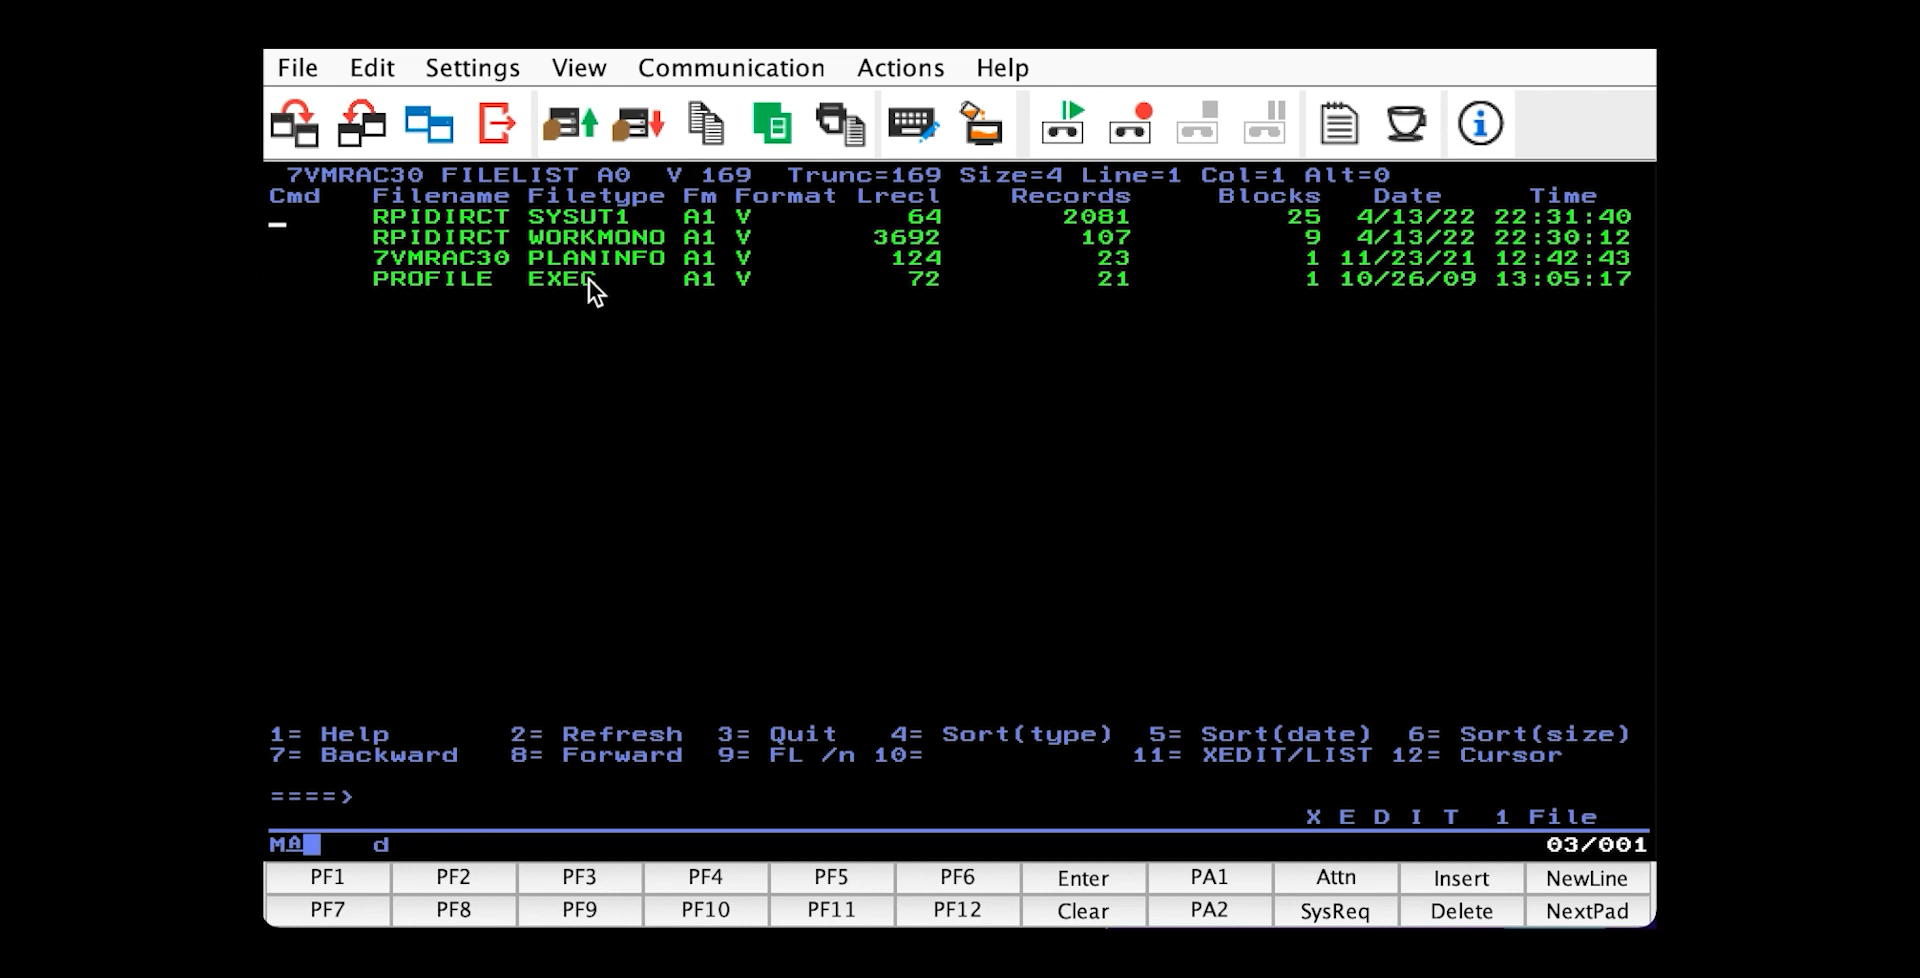 File Edit Settings View Communication Actions Help
7VMRAC30 FILELIST A0 V 169 Trunc=169 Size=4 Line=1 Col=1 Alt=0
Cmd Filename Filetype Fm Format Lrecl Records Blocks Date Time
RPIDIRCT SYSUT1 A1 V 64 2081 25 4/13/22 22:31:40
RPIDIRCT WORKMONO A1 V 3692 107 9 4/13/22 22:30:12
7VMRAC30 PLANINFO A1 V 124 23 1 11/23/21 12:42:43
PROFILE EXEC A1 V 72 21 1 10/26/09 13:05:17
1= Help 2= Refresh 3= Quit 4= Sort(type) 5= Sort(date) 6= Sort(size)
7= Backward 8= Forward 9= FL /n 10= 11= XEDIT/LIST 12= Cursor
====>
X E D I T 1 File
MA d 03/001
PF1 PF2 PF3 PF4 PF5 PF6 Enter PA1 Attn Insert NewLine
PF7 PF8 PF9 PF10 PF11 PF12 Clear PA2 SysReq Delete NextPad